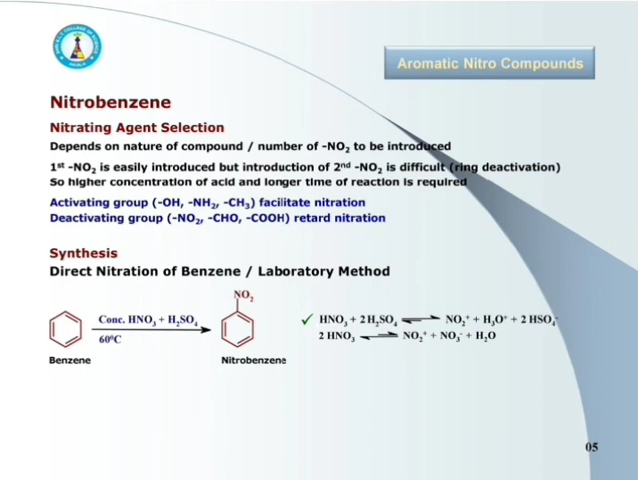 Aromatic Nitro Compounds
Nitrobenzene
Nitrating Agent Selection
Depends on nature of compound / number of -NO₂ to be introduced
1ˢᵗ -NO₂ is easily introduced but introduction of 2ⁿᵈ -NO₂ is difficult (ring deactivation)
So higher concentration of acid and longer time of reaction is required
Activating group (-OH, -NH₂, -CH₃) facilitate nitration
Deactivating group (-NO₂, -CHO, -COOH) retard nitration
Synthesis
Direct Nitration of Benzene / Laboratory Method
NO₂
Conc. HNO₃ + H₂SO₄
60⁰C
Benzene
Nitrobenzene
✓ HNO₃ + 2 H₂SO₄ ⇌ NO₂⁺ + H₃O⁺ + 2 HSO₄⁻
2 HNO₃ ⇌ NO₂⁺ + NO₃⁻ + H₂O
05